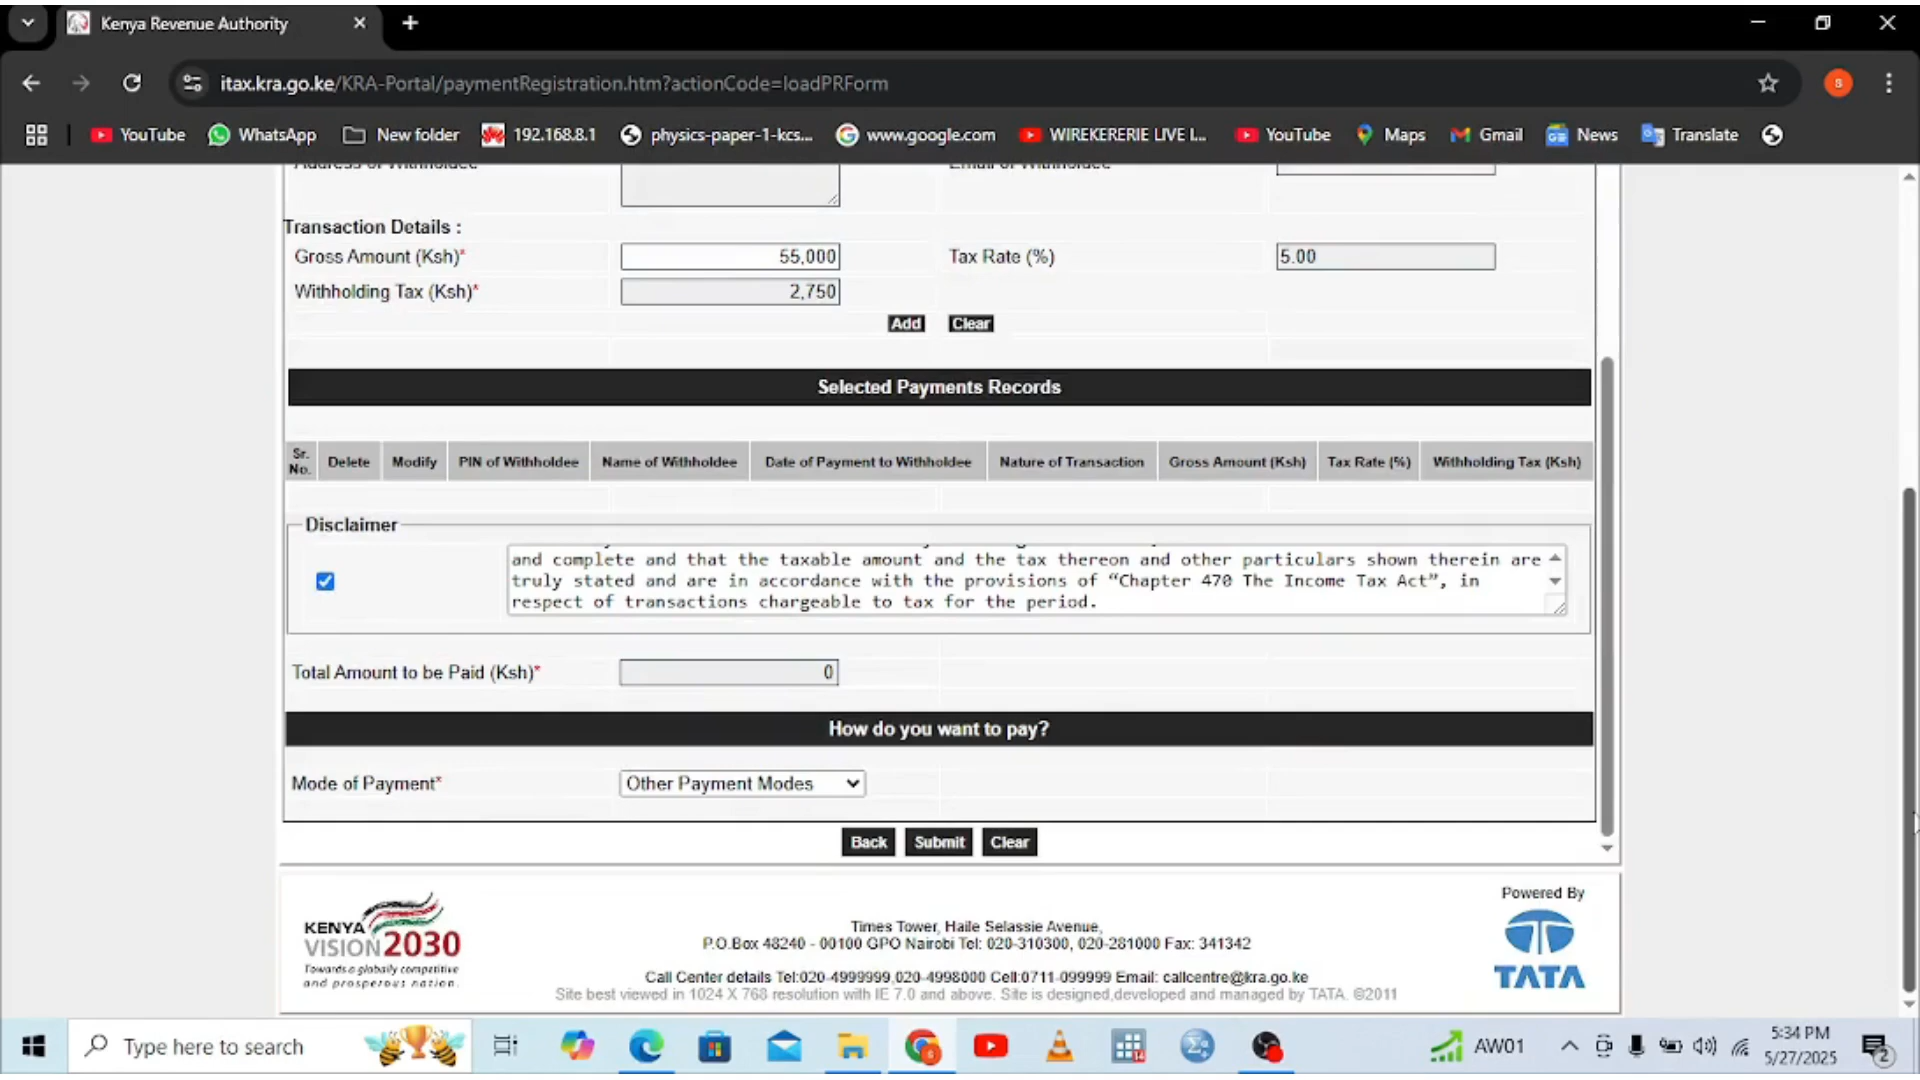 Kenya Revenue Authority
itax.kra.go.ke/KRA-Portal/paymentRegistration.htm?actionCode=loadPRForm
s
YouTube WhatsApp New folder 192.168.8.1 physics-paper-1-kcs... www.google.com WIREKERERIE LIVE I... YouTube Maps Gmail News Translate
Address of Withholdee Email of Withholdee
Transaction Details :
Gross Amount (Ksh)* 55,000 Tax Rate (%) 5.00
Withholding Tax (Ksh)* 2,750
Add Clear
Selected Payments Records
Sr. No. Delete Modify PIN of Withholdee Name of Withholdee Date of Payment to Withholdee Nature of Transaction Gross Amount (Ksh) Tax Rate (%) Withholding Tax (Ksh)
Disclaimer
and complete and that the taxable amount and the tax thereon and other particulars shown therein are
truly stated and are in accordance with the provisions of “Chapter 470 The Income Tax Act”, in
respect of transactions chargeable to tax for the period.
Total Amount to be Paid (Ksh)* 0
How do you want to pay?
Mode of Payment* Other Payment Modes
Back Submit Clear
KENYA
VISION 2030
Towards a globally competitive
and prosperous nation.
Times Tower, Haile Selassie Avenue,
P.O.Box 48240 - 00100 GPO Nairobi Tel: 020-310300, 020-281000 Fax: 341342
Call Center details Tel:020-4999999,020-4998000 Cell:0711-099999 Email: callcentre@kra.go.ke
Site best viewed in 1024 X 768 resolution with IE 7.0 and above. Site is designed,developed and managed by TATA. ©2011
Powered By
TATA
Type here to search
AW01
5:34 PM
5/27/2025
2